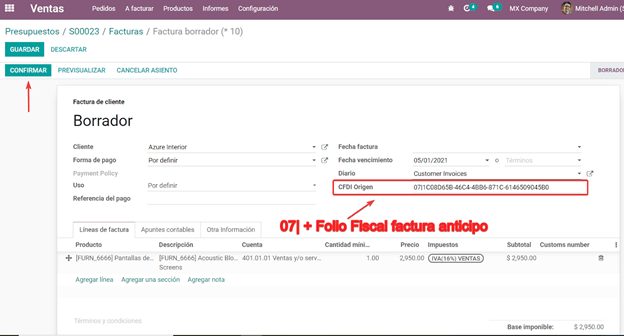 Ventas Pedidos A facturar Productos Informes Configuración 4 4 MX Company Mitchell Admin (S
Presupuestos / S00023 / Facturas / Factura borrador (* 10)
GUARDAR DESCARTAR
CONFIRMAR PREVISUALIZAR CANCELAR ASIENTO BORRADOR
Factura de cliente
Borrador
Cliente Azure Interior Fecha factura
Forma de pago Por definir Fecha vencimiento 05/01/2021 o Términos
Payment Policy Diario Customer Invoices
Uso Por definir CFDI Origen 07|1C08D65B-46C4-4BB6-871C-6146509045B0
Referencia del pago
07| + Folio Fiscal factura anticipo
Líneas de factura Apuntes contables Otra Información
Producto Descripción Cuenta Cantidad míni... Precio Impuestos Subtotal Customs number
[FURN_6666] Pantallas de... [FURN_6666] Acoustic Blo... 401.01.01 Ventas y/o serv... 1.00 2,950.00 IVA(16%) VENTAS $ 2,950.00
Screens
Agregar línea Agregar una sección Agregar nota
Términos y condiciones
Base imponible: $ 2,950.00